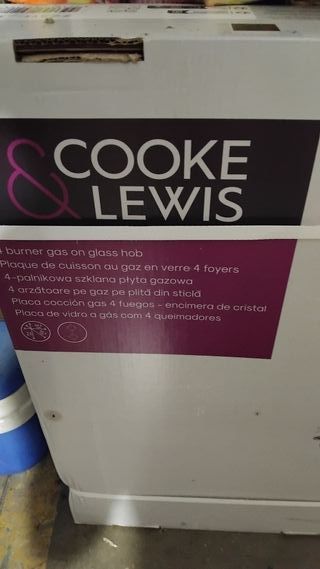 & COOKE
LEWIS
4 burner gas on glass hob
Plaque de cuisson au gaz en verre 4 foyers
4-palnikowa szklana płyta gazowa
4 arzătoare pe gaz pe plită din sticlă
Placa cocción gas 4 fuegos - encimera de cristal
Placa de vidro a gás com 4 queimadores